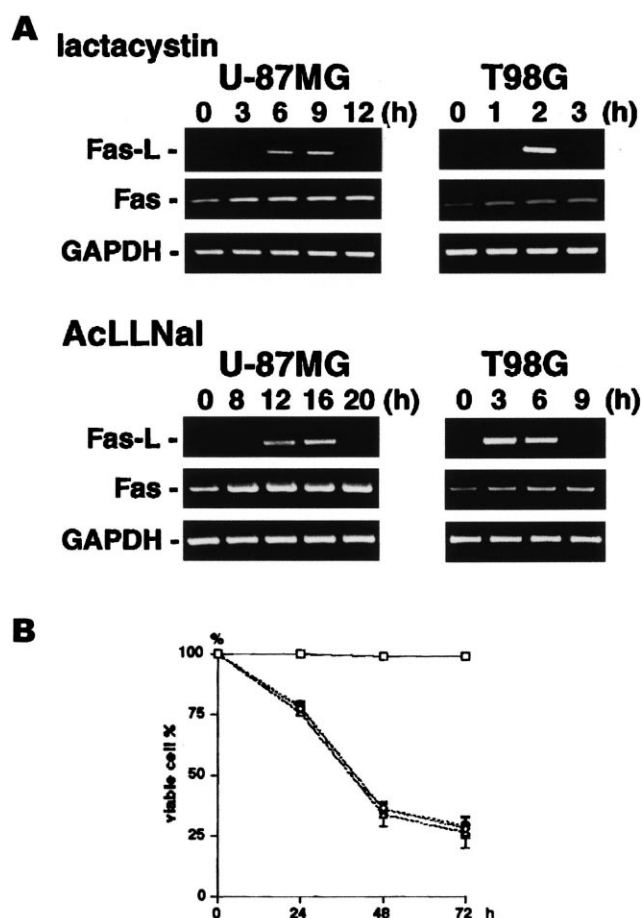 A
lactacystin
U-87MG T98G
0 3 6 9 12 (h) 0 1 2 3 (h)
Fas-L -
Fas -
GAPDH -
AcLLNal
U-87MG T98G
0 8 12 16 20 (h) 0 3 6 9 (h)
Fas-L -
Fas -
GAPDH -
B
%
100
75
50
25
0
viable cell %
0 24 48 72 h